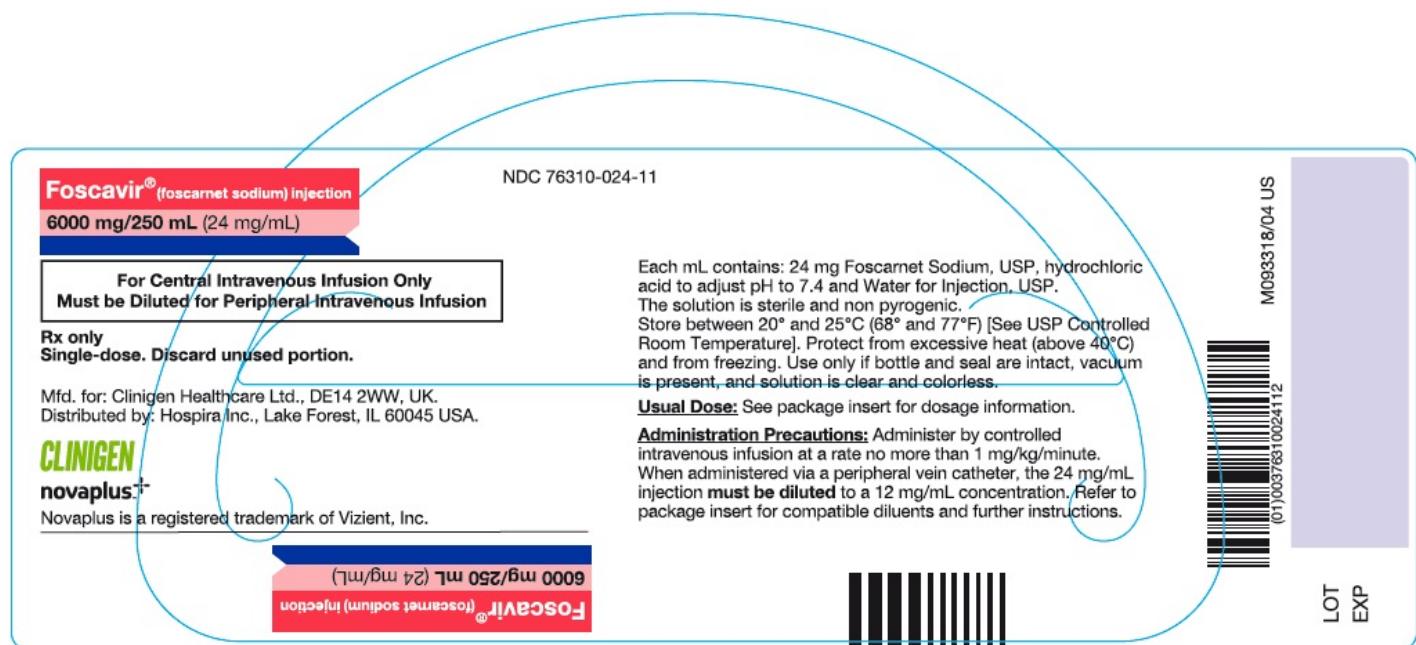 Foscavir® (foscarnet sodium) injection
6000 mg/250 mL (24 mg/mL)
For Central Intravenous Infusion Only
Must be Diluted for Peripheral Intravenous Infusion
Rx only
Single-dose. Discard unused portion.
Mfd. for: Clinigen Healthcare Ltd., DE14 2WW, UK.
Distributed by: Hospira Inc., Lake Forest, IL 60045 USA.
CLINIGEN
novaplus+
Novaplus is a registered trademark of Vizient, Inc.
Foscavir® (foscarnet sodium) injection
6000 mg/250 mL (24 mg/mL)
NDC 76310-024-11
Each mL contains: 24 mg Foscarnet Sodium, USP, hydrochloric
acid to adjust pH to 7.4 and Water for Injection, USP.
The solution is sterile and non pyrogenic.
Store between 20° and 25°C (68° and 77°F) [See USP Controlled
Room Temperature]. Protect from excessive heat (above 40°C)
and from freezing. Use only if bottle and seal are intact, vacuum
is present, and solution is clear and colorless.
Usual Dose: See package insert for dosage information.
Administration Precautions: Administer by controlled
intravenous infusion at a rate no more than 1 mg/kg/minute.
When administered via a peripheral vein catheter, the 24 mg/mL
injection must be diluted to a 12 mg/mL concentration. Refer to
package insert for compatible diluents and further instructions.
M093318/04 US
(01)00376310024112
LOT
EXP